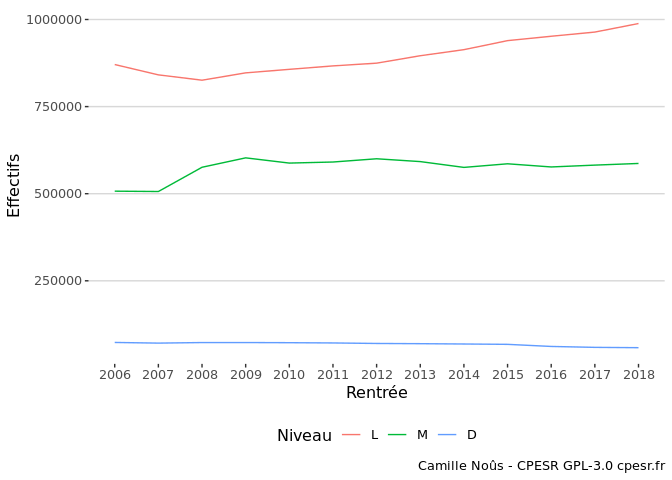 1000000
750000
500000
250000
Effectifs
2006 2007 2008 2009 2010 2011 2012 2013 2014 2015 2016 2017 2018
Rentrée
Niveau L M D
Camille Noûs - CPESR GPL-3.0 cpesr.fr